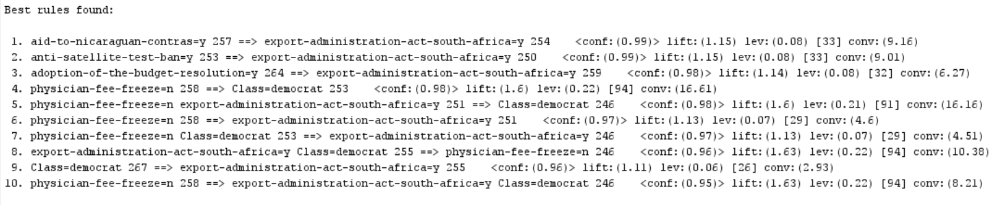 Best rules found:
1. aid-to-nicaraguan-contras=y 257 ==> export-administration-act-south-africa=y 254 <conf:(0.99)> lift:(1.15) lev:(0.08) [33] conv:(9.16)
2. anti-satellite-test-ban=y 253 ==> export-administration-act-south-africa=y 250 <conf:(0.99)> lift:(1.15) lev:(0.08) [33] conv:(9.01)
3. adoption-of-the-budget-resolution=y 264 ==> export-administration-act-south-africa=y 259 <conf:(0.98)> lift:(1.14) lev:(0.08) [32] conv:(6.27)
4. physician-fee-freeze=n 258 ==> Class=democrat 253 <conf:(0.98)> lift:(1.6) lev:(0.22) [94] conv:(16.61)
5. physician-fee-freeze=n export-administration-act-south-africa=y 251 ==> Class=democrat 246 <conf:(0.98)> lift:(1.6) lev:(0.21) [91] conv:(16.16)
6. physician-fee-freeze=n 258 ==> export-administration-act-south-africa=y 251 <conf:(0.97)> lift:(1.13) lev:(0.07) [29] conv:(4.6)
7. physician-fee-freeze=n Class=democrat 253 ==> export-administration-act-south-africa=y 246 <conf:(0.97)> lift:(1.13) lev:(0.07) [29] conv:(4.51)
8. export-administration-act-south-africa=y Class=democrat 255 ==> physician-fee-freeze=n 246 <conf:(0.96)> lift:(1.63) lev:(0.22) [94] conv:(10.38)
9. Class=democrat 267 ==> export-administration-act-south-africa=y 255 <conf:(0.96)> lift:(1.11) lev:(0.06) [26] conv:(2.93)
10. physician-fee-freeze=n 258 ==> export-administration-act-south-africa=y Class=democrat 246 <conf:(0.95)> lift:(1.63) lev:(0.22) [94] conv:(8.21)